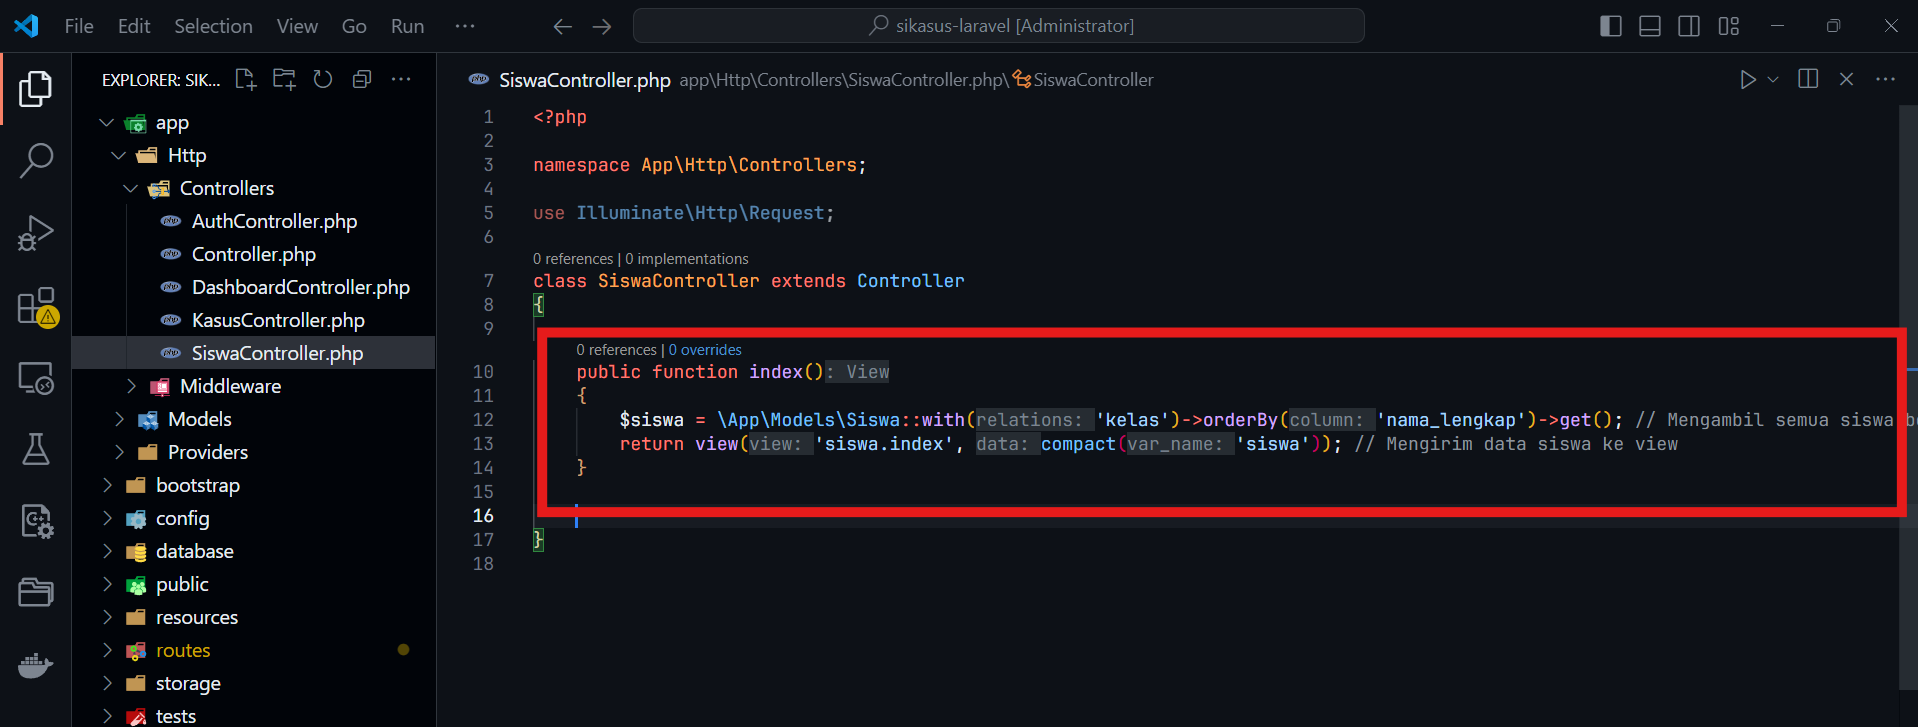 File Edit Selection View Go Run ··· sikasus-laravel [Administrator]
EXPLORER: SIK...
app
Http
Controllers
AuthController.php
Controller.php
DashboardController.php
KasusController.php
SiswaController.php
Middleware
Models
Providers
bootstrap
config
database
public
resources
routes
storage
tests
SiswaController.php app\Http\Controllers\SiswaController.php\SiswaController
1 <?php
2
3 namespace App\Http\Controllers;
4
5 use Illuminate\Http\Request;
6
0 references | 0 implementations
7 class SiswaController extends Controller
8 {
9
0 references | 0 overrides
10 public function index(): View
11 {
12 $siswa = \App\Models\Siswa::with(relations: 'kelas')->orderBy(column: 'nama_lengkap')->get(); // Mengambil semua siswa
13 return view(view: 'siswa.index', data: compact(var_name: 'siswa')); // Mengirim data siswa ke view
14 }
15
16
17 }
18